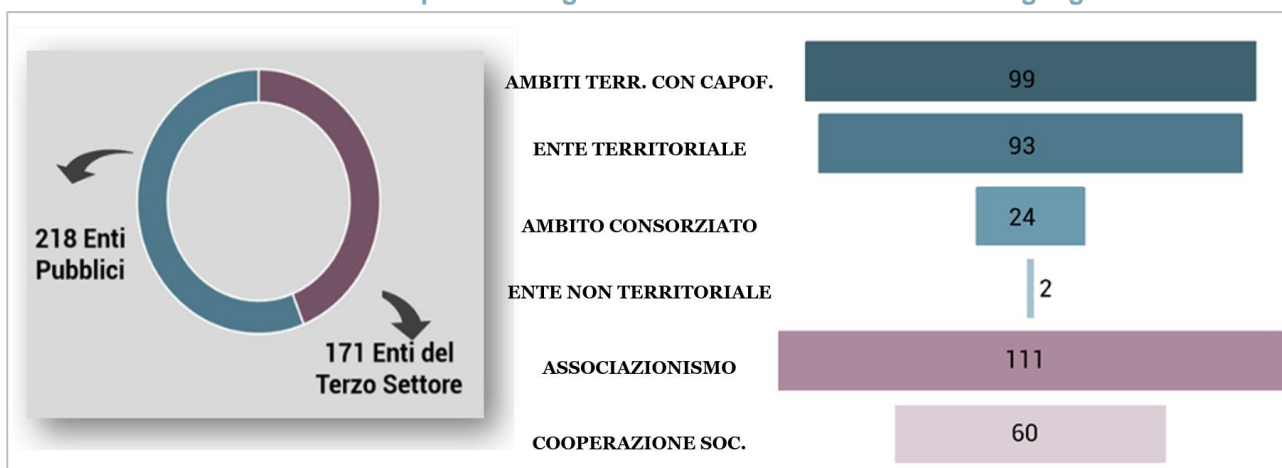 218 Enti
Pubblici
171 Enti del
Terzo Settore
AMBITI TERR. CON CAPOF.
99
ENTE TERRITORIALE
93
AMBITO CONSORZIATO
24
ENTE NON TERRITORIALE
2
ASSOCIAZIONISMO
111
COOPERAZIONE SOC.
60